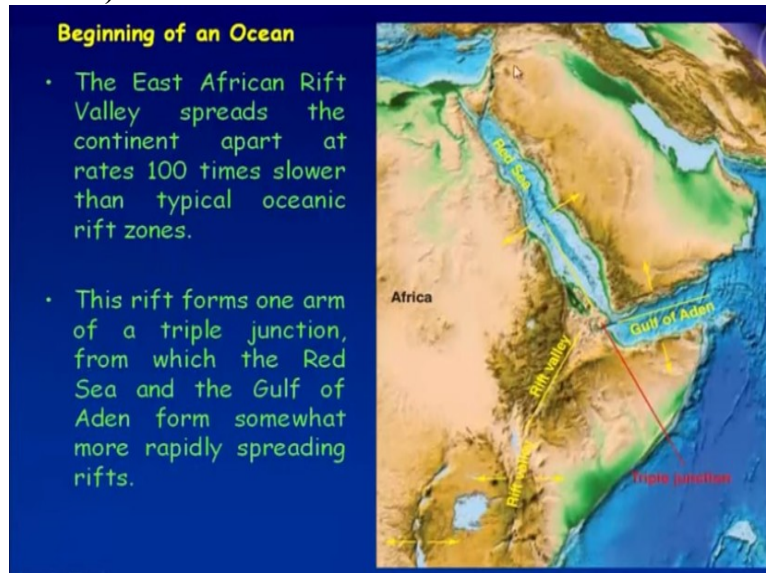 Beginning of an Ocean
• The East African Rift
Valley spreads the
continent apart at
rates 100 times slower
than typical oceanic
rift zones.
• This rift forms one arm
of a triple junction,
from which the Red
Sea and the Gulf of
Aden form somewhat
more rapidly spreading
rifts.
Red Sea
Africa
Gulf of Aden
Rift valley
Rift valley
Triple junction